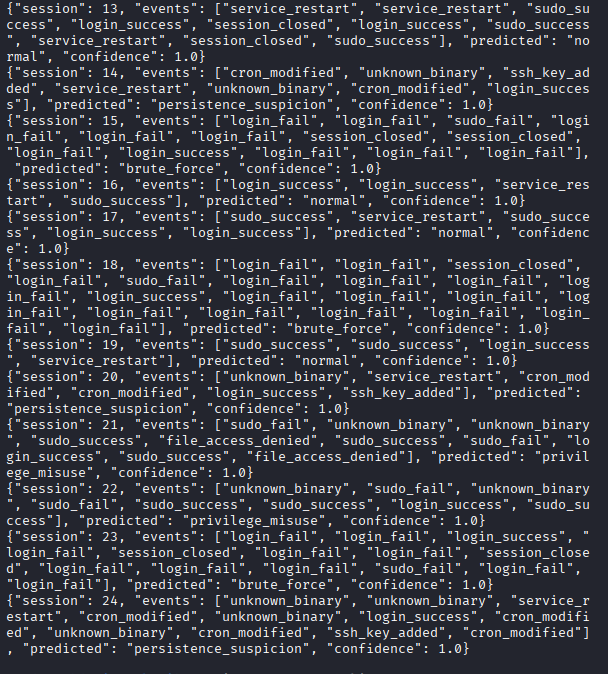 {"session": 13, "events": ["service_restart", "service_restart", "sudo_su
ccess", "login_success", "session_closed", "login_success", "sudo_success
", "service_restart", "session_closed", "sudo_success"], "predicted": "no
rmal", "confidence": 1.0}
{"session": 14, "events": ["cron_modified", "unknown_binary", "ssh_key_ad
ded", "service_restart", "unknown_binary", "cron_modified", "login_succes
s"], "predicted": "persistence_suspicion", "confidence": 1.0}
{"session": 15, "events": ["login_fail", "login_fail", "sudo_fail", "logi
n_fail", "login_fail", "login_fail", "session_closed", "session_closed",
"login_fail", "login_success", "login_fail", "login_fail", "login_fail"],
"predicted": "brute_force", "confidence": 1.0}
{"session": 16, "events": ["login_success", "login_success", "service_res
tart", "sudo_success"], "predicted": "normal", "confidence": 1.0}
{"session": 17, "events": ["sudo_success", "service_restart", "sudo_succe
ss", "login_success", "login_success"], "predicted": "normal", "confidenc
e": 1.0}
{"session": 18, "events": ["login_fail", "login_fail", "session_closed",
"login_fail", "sudo_fail", "login_fail", "login_fail", "login_fail", "log
in_fail", "login_success", "login_fail", "login_fail", "login_fail", "log
in_fail", "login_fail", "login_fail", "login_fail", "login_fail", "login_
fail", "login_fail"], "predicted": "brute_force", "confidence": 1.0}
{"session": 19, "events": ["sudo_success", "sudo_success", "login_success
", "service_restart"], "predicted": "normal", "confidence": 1.0}
{"session": 20, "events": ["unknown_binary", "service_restart", "cron_mod
ified", "cron_modified", "login_success", "ssh_key_added"], "predicted":
"persistence_suspicion", "confidence": 1.0}
{"session": 21, "events": ["sudo_fail", "unknown_binary", "unknown_binary
", "sudo_success", "file_access_denied", "sudo_success", "sudo_fail", "lo
gin_success", "sudo_success", "file_access_denied"], "predicted": "privil
ege_misuse", "confidence": 1.0}
{"session": 22, "events": ["unknown_binary", "sudo_fail", "unknown_binary
", "sudo_fail", "sudo_success", "sudo_success", "login_success", "sudo_su
ccess"], "predicted": "privilege_misuse", "confidence": 1.0}
{"session": 23, "events": ["login_fail", "login_fail", "login_success", "
login_fail", "session_closed", "login_fail", "login_fail", "session_close
d", "login_fail", "login_fail", "login_fail", "sudo_fail", "login_fail",
"login_fail"], "predicted": "brute_force", "confidence": 1.0}
{"session": 24, "events": ["unknown_binary", "unknown_binary", "service_r
estart", "cron_modified", "unknown_binary", "login_success", "cron_modifi
ed", "unknown_binary", "cron_modified", "ssh_key_added", "cron_modified"]
, "predicted": "persistence_suspicion", "confidence": 1.0}